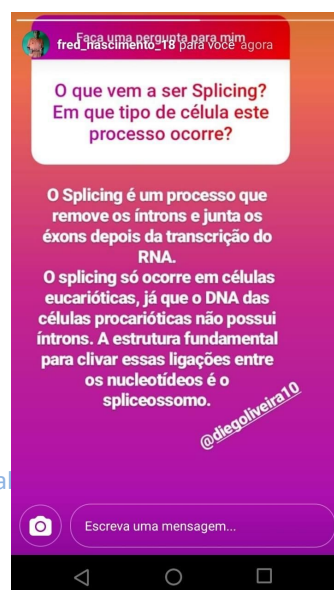 Faça uma pergunta para mim
fred_nascimento_18 para você agora
O que vem a ser Splicing?
Em que tipo de célula este
processo ocorre?
O Splicing é um processo que
remove os íntrons e junta os
éxons depois da transcrição do
RNA.
O splicing só ocorre em células
eucarióticas, já que o DNA das
células procarióticas não possui
íntrons. A estrutura fundamental
para clivar essas ligações entre
os nucleotídeos é o
spliceossomo.
@diegoliveira10
al
Escreva uma mensagem...